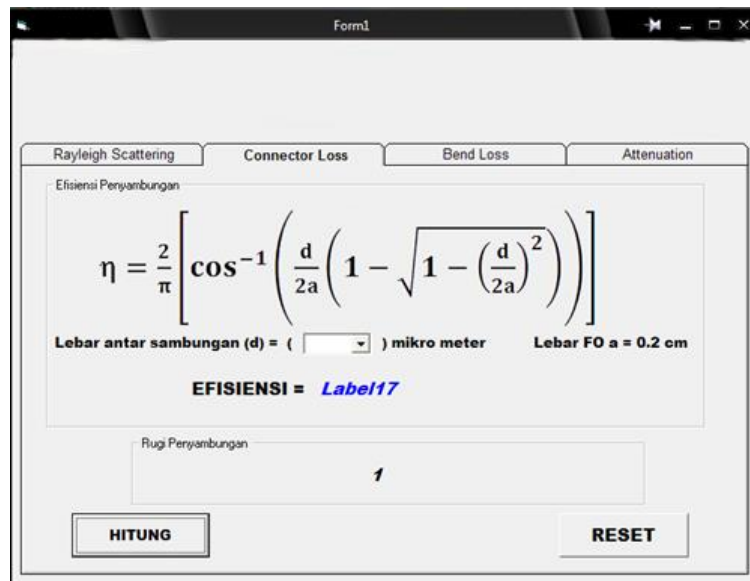 Form1
Rayleigh Scattering Connector Loss Bend Loss Attenuation
Efisiensi Penyambungan
η = 2/π [cos⁻¹ (d/2a (1 − √(1 − (d/2a)²)))]
Lebar antar sambungan (d) = ( ) mikro meter Lebar FO a = 0.2 cm
EFISIENSI = Label17
Rugi Penyambungan
1
HITUNG RESET